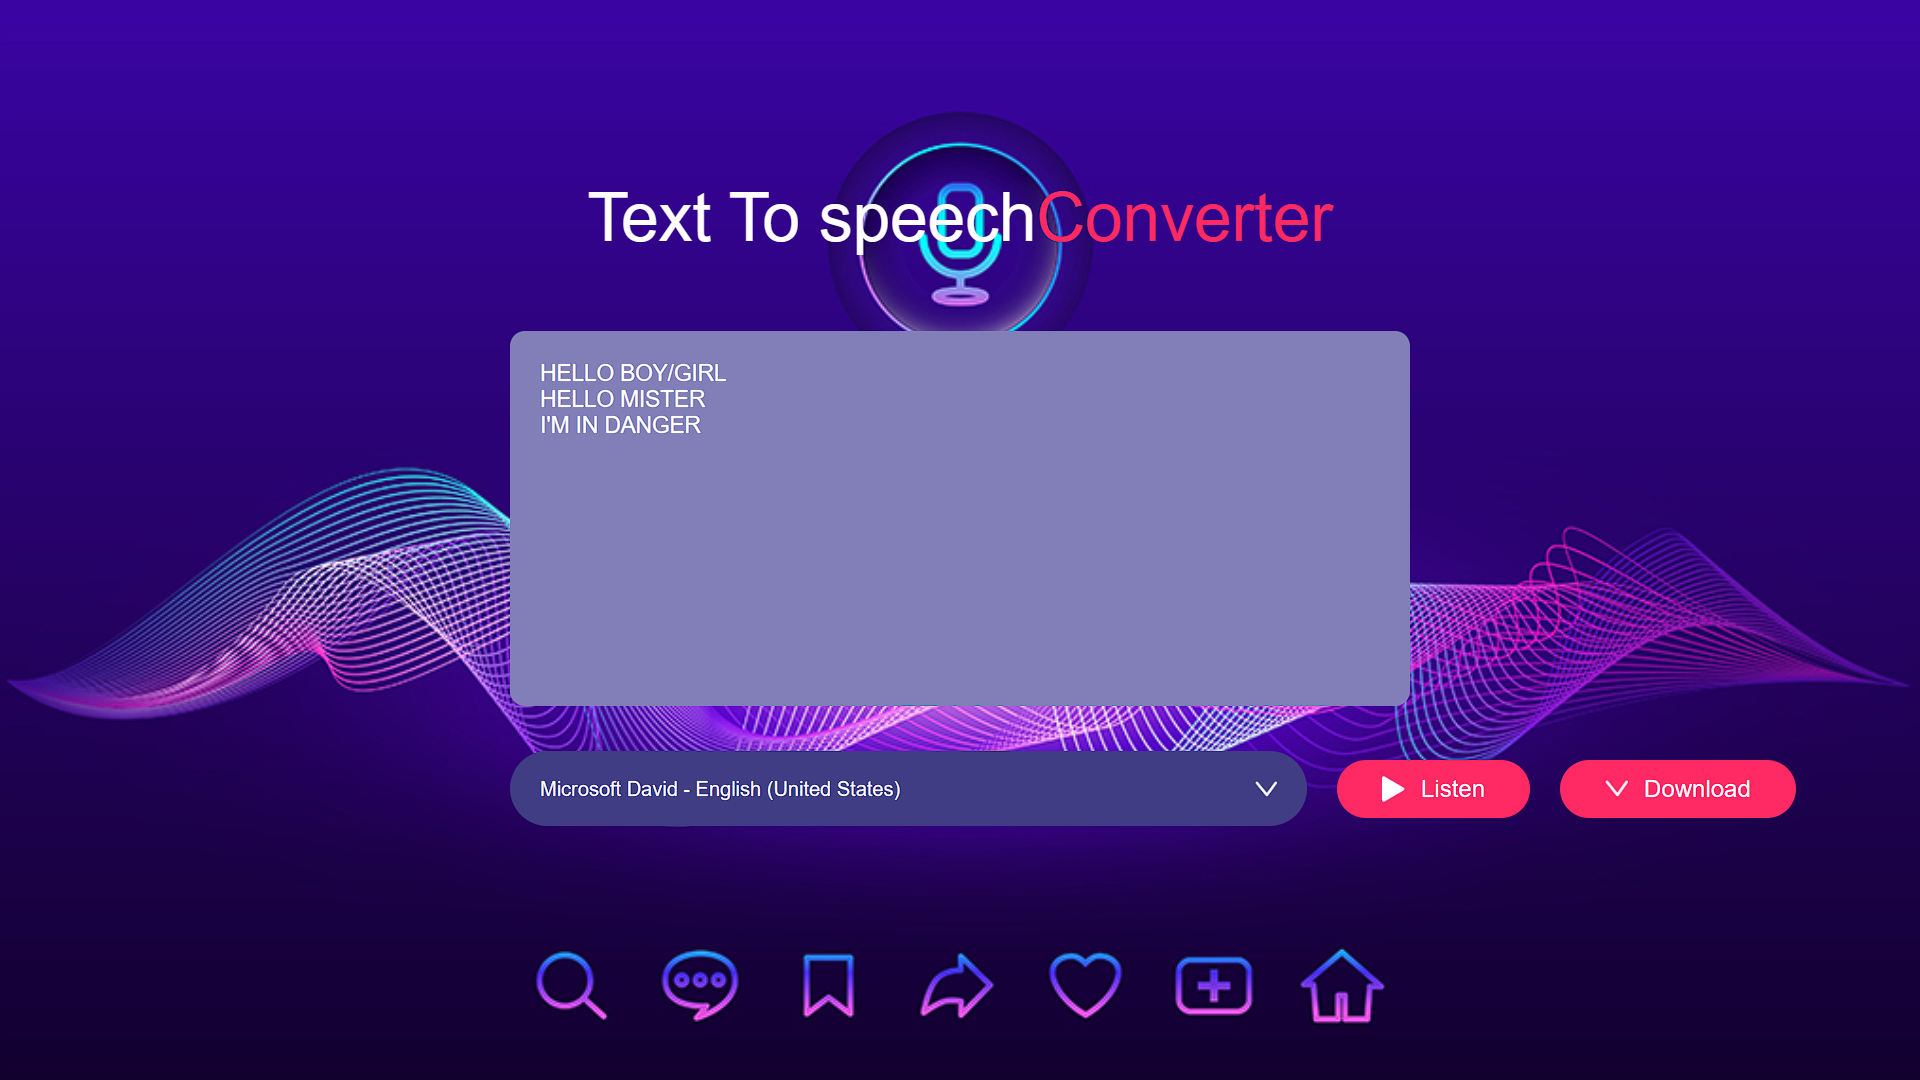 Text To speechConverter
HELLO BOY/GIRL
HELLO MISTER
I'M IN DANGER
Microsoft David - English (United States)
Listen
Download